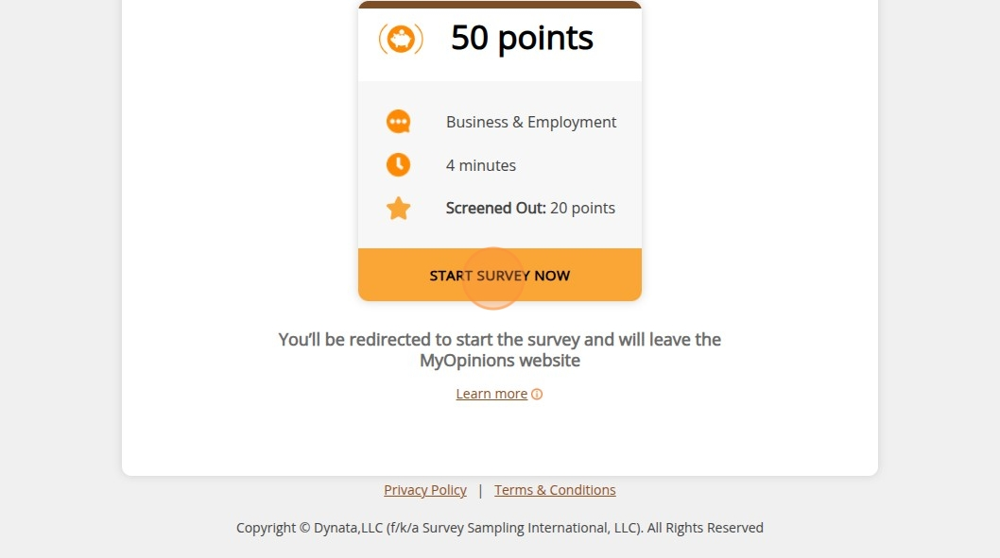 50 points
Business & Employment
4 minutes
Screened Out: 20 points
START SURVEY NOW
You’ll be redirected to start the survey and will leave the
MyOpinions website
Learn more
Privacy Policy | Terms & Conditions
Copyright © Dynata,LLC (f/k/a Survey Sampling International, LLC). All Rights Reserved